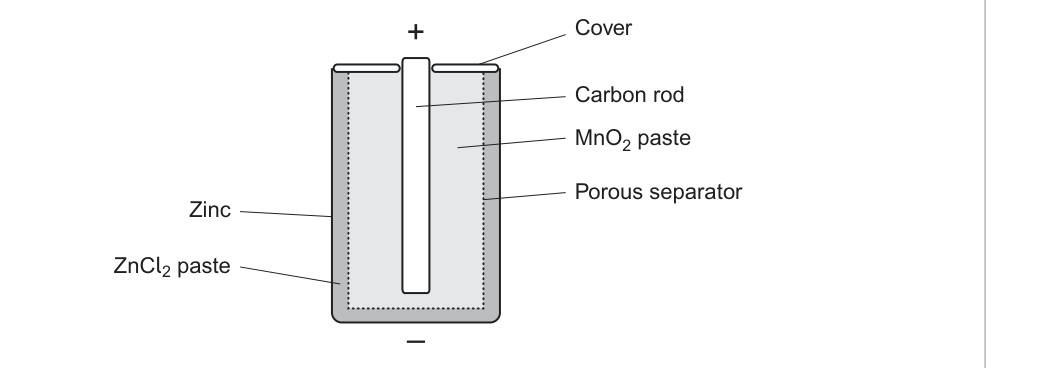 +
Cover
Carbon rod
MnO₂ paste
Porous separator
Zinc
ZnCl₂ paste
–